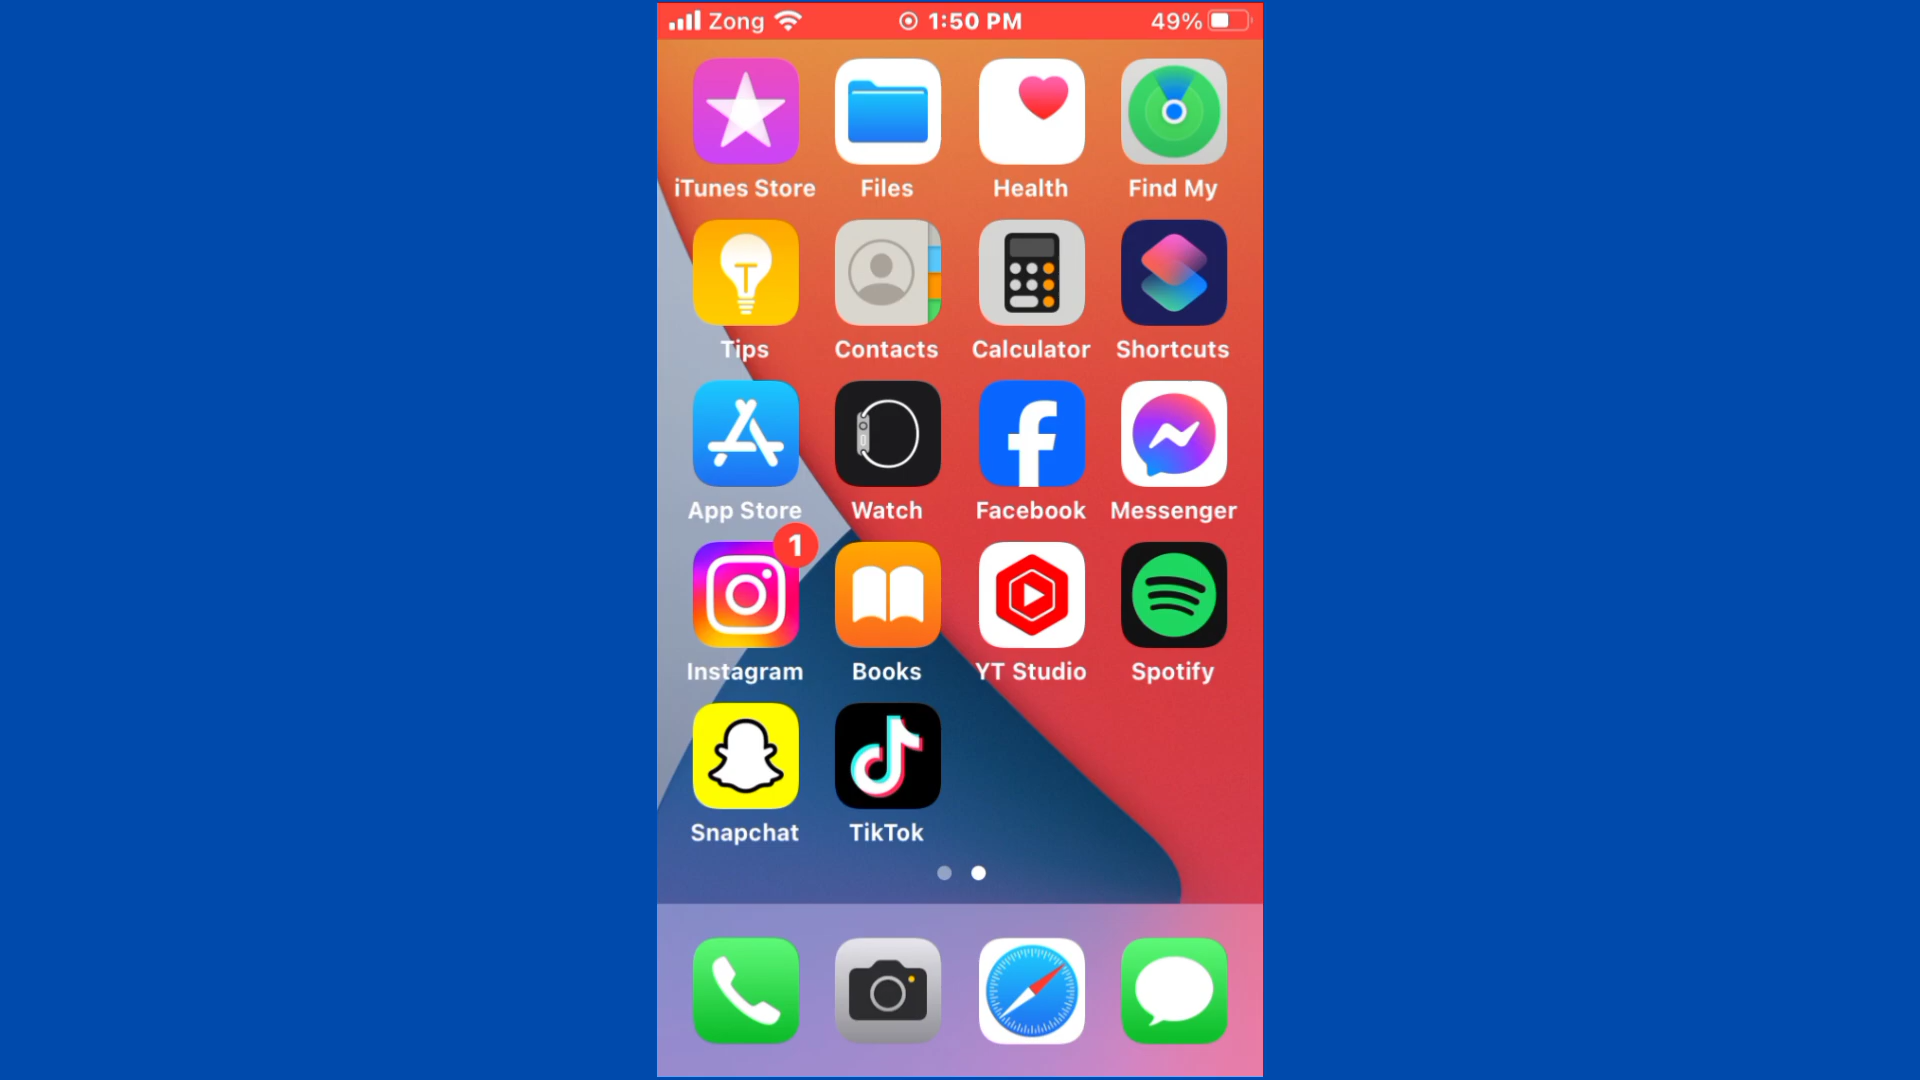 Zong 1:50 PM 49%
iTunes Store Files Health Find My
Tips Contacts Calculator Shortcuts
App Store Watch Facebook Messenger
1
Instagram Books YT Studio Spotify
Snapchat TikTok